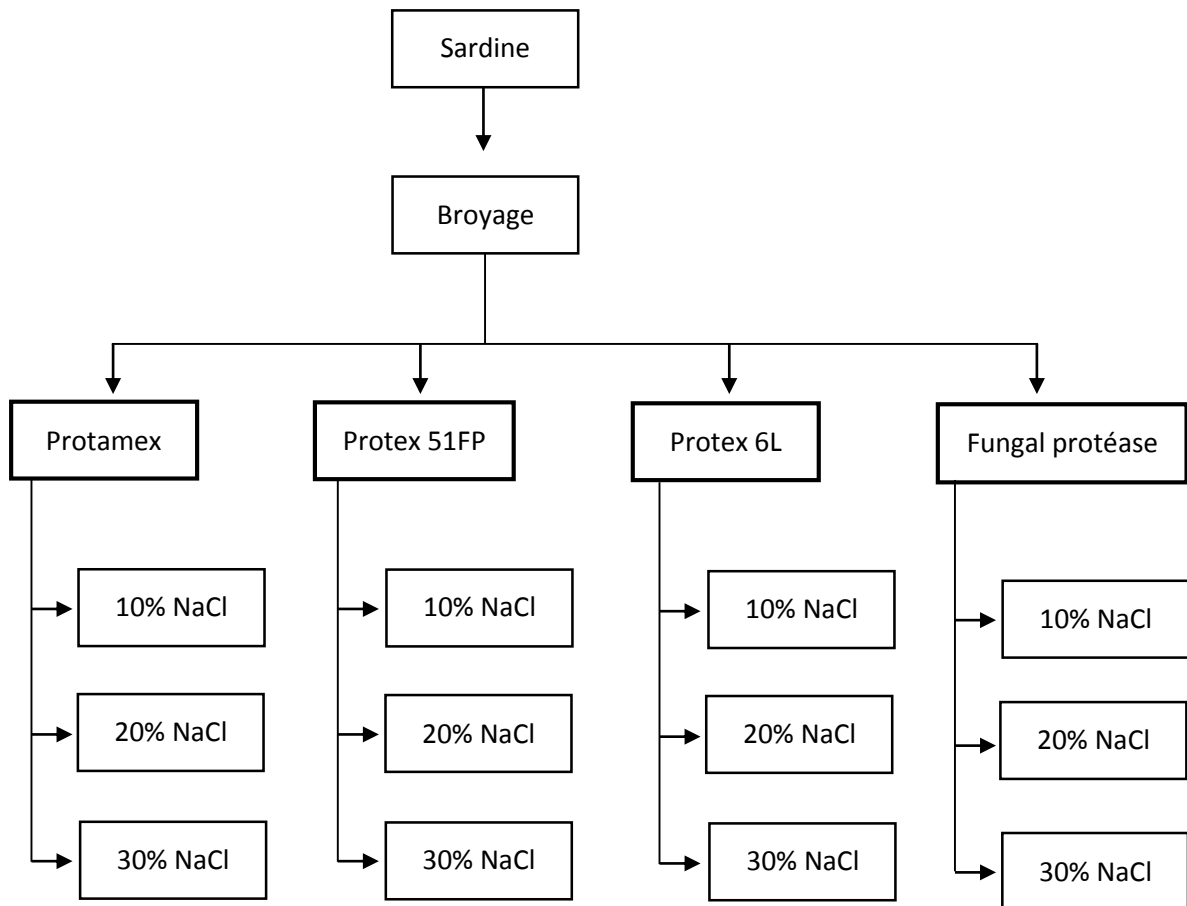 Sardine
Broyage
Protamex
Protex 51FP
Protex 6L
Fungal protéase
10% NaCl
10% NaCl
10% NaCl
10% NaCl
20% NaCl
20% NaCl
20% NaCl
20% NaCl
30% NaCl
30% NaCl
30% NaCl
30% NaCl